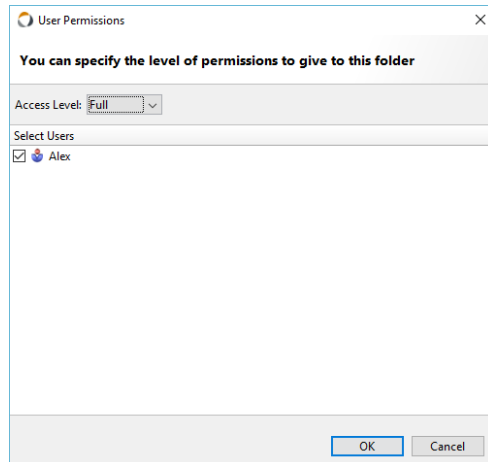 User Permissions
You can specify the level of permissions to give to this folder
Access Level: Full
Select Users
Alex
OK Cancel